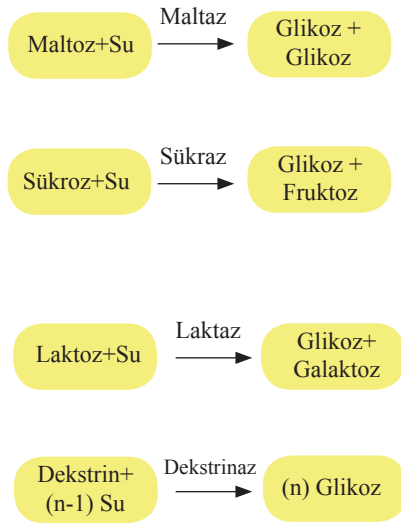 Maltaz
Maltoz+Su
Glikoz +
Glikoz
Sükraz
Sükroz+Su
Glikoz +
Fruktoz
Laktaz
Laktoz+Su
Glikoz+
Galaktoz
Dekstrinaz
Dekstrin+
(n-1) Su
(n) Glikoz